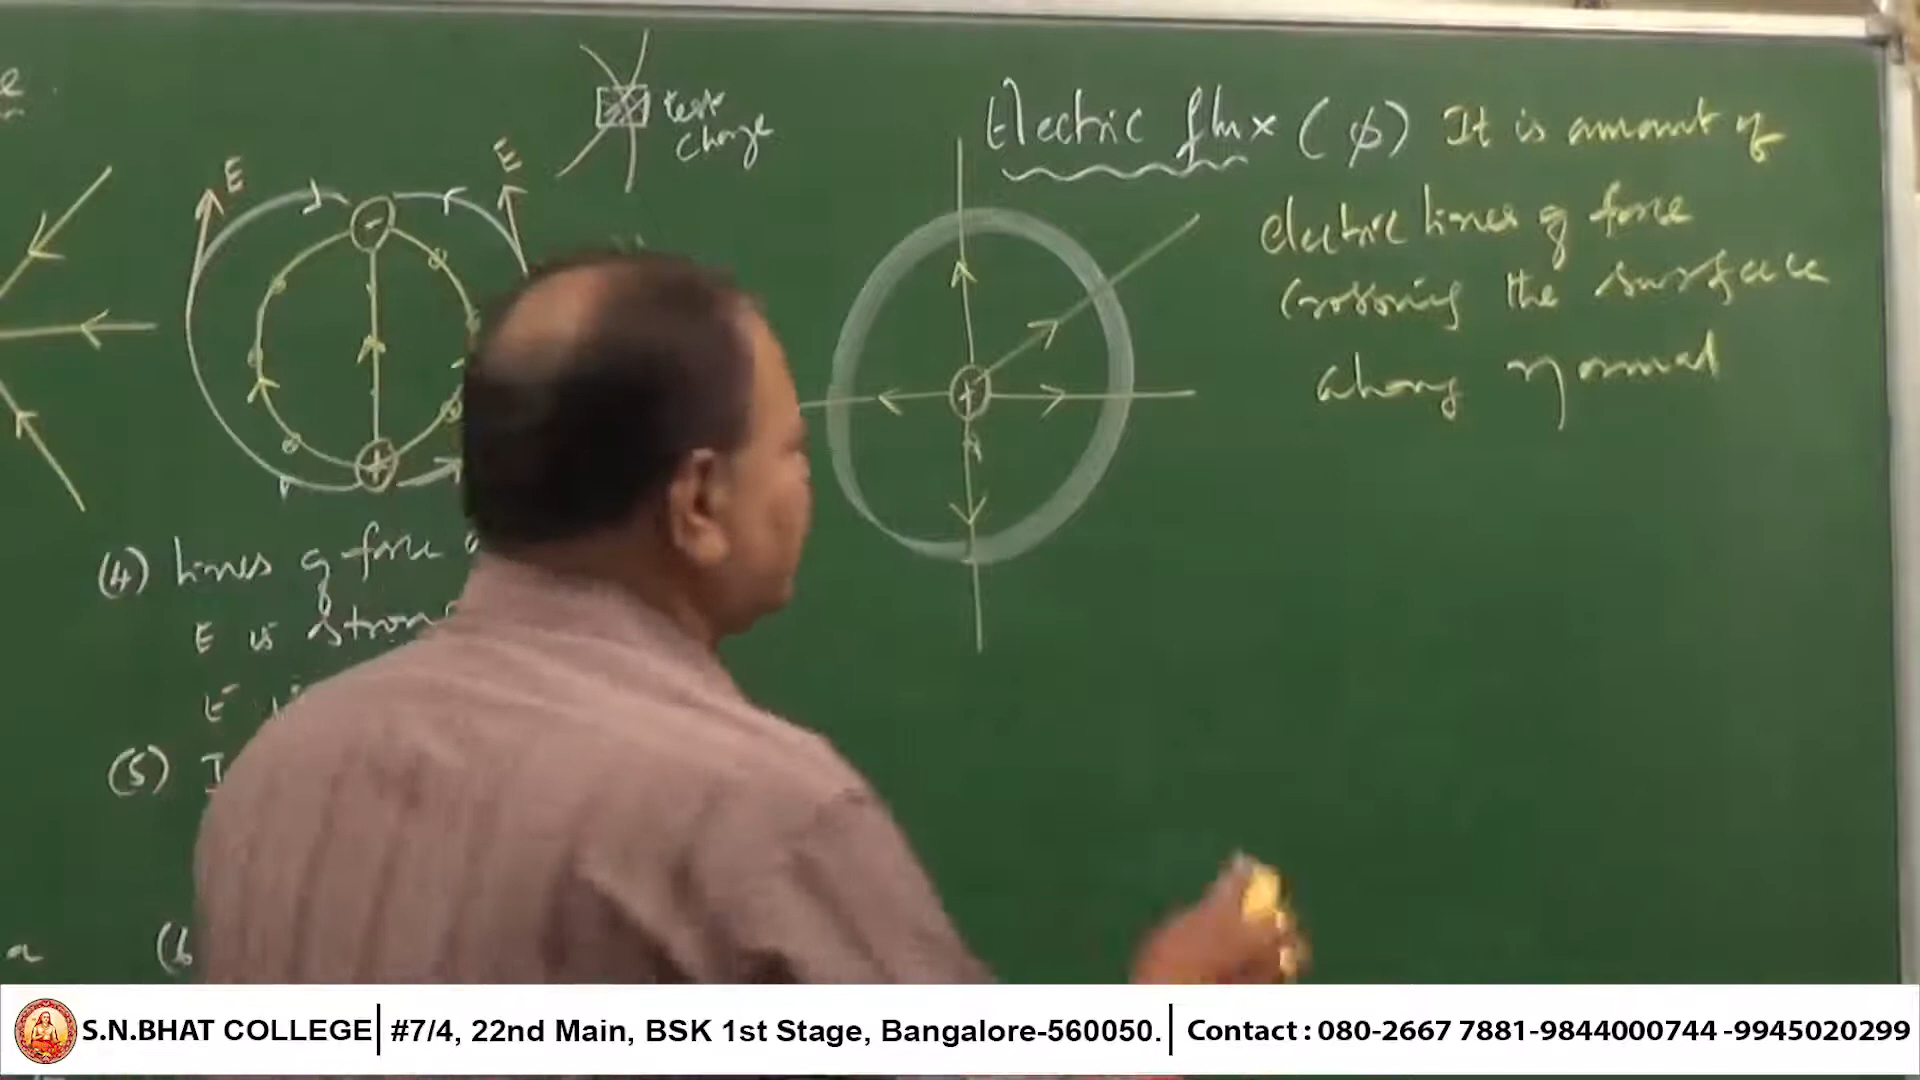 test
charge
E
E
-
+
(4) lines of force
E is stron
E
(5) I
a
(6
Electric flux (φ) It is amount of
electric lines of force
crossing the surface
along normal
+
S.N.BHAT COLLEGE | #7/4, 22nd Main, BSK 1st Stage, Bangalore-560050. | Contact : 080-2667 7881-9844000744 -9945020299